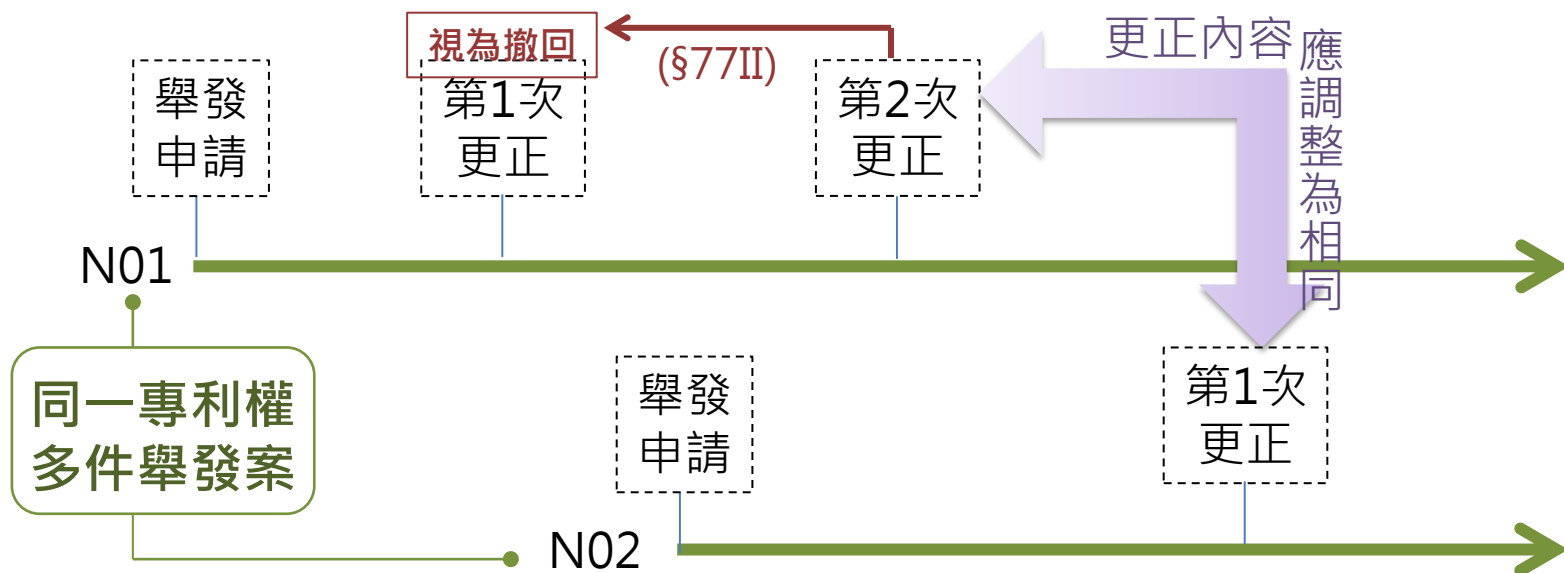 視為撤回
(§77II)
更正內容
應調整為相同
舉發
申請
第1次
更正
第2次
更正
N01
同一專利權
多件舉發案
舉發
申請
第1次
更正
N02